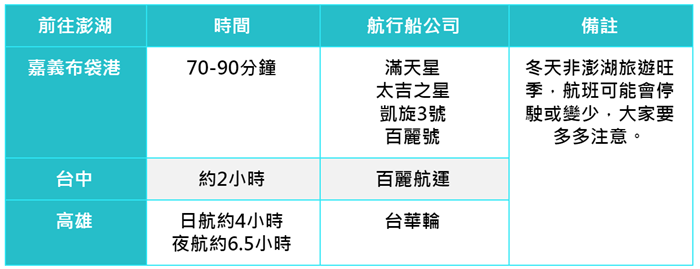 前往澎湖
時間
航行船公司
備註
嘉義布袋港
70-90分鐘
滿天星
太吉之星
凱旋3號
百麗號
冬天非澎湖旅遊旺
季，航班可能會停
駛或變少，大家要
多多注意。
台中
約2小時
百麗航運
高雄
日航約4小時
夜航約6.5小時
台華輪